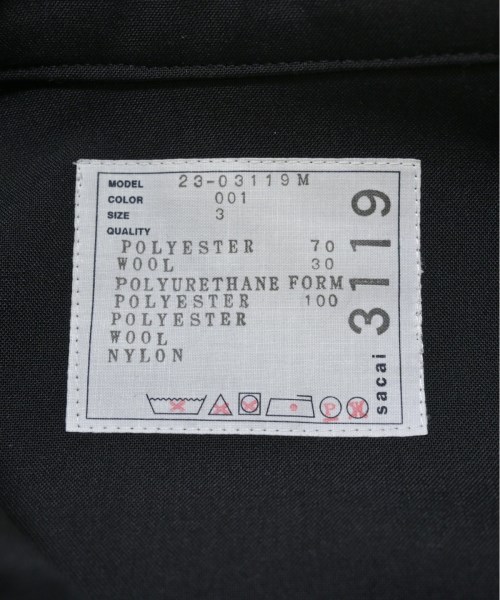 MODEL 23-03119M
COLOR 001
SIZE 3
QUALITY
POLYESTER 70
WOOL 30
POLYURETHANE FORM
POLYESTER 100
POLYESTER
WOOL
NYLON
P W
sacai 3119